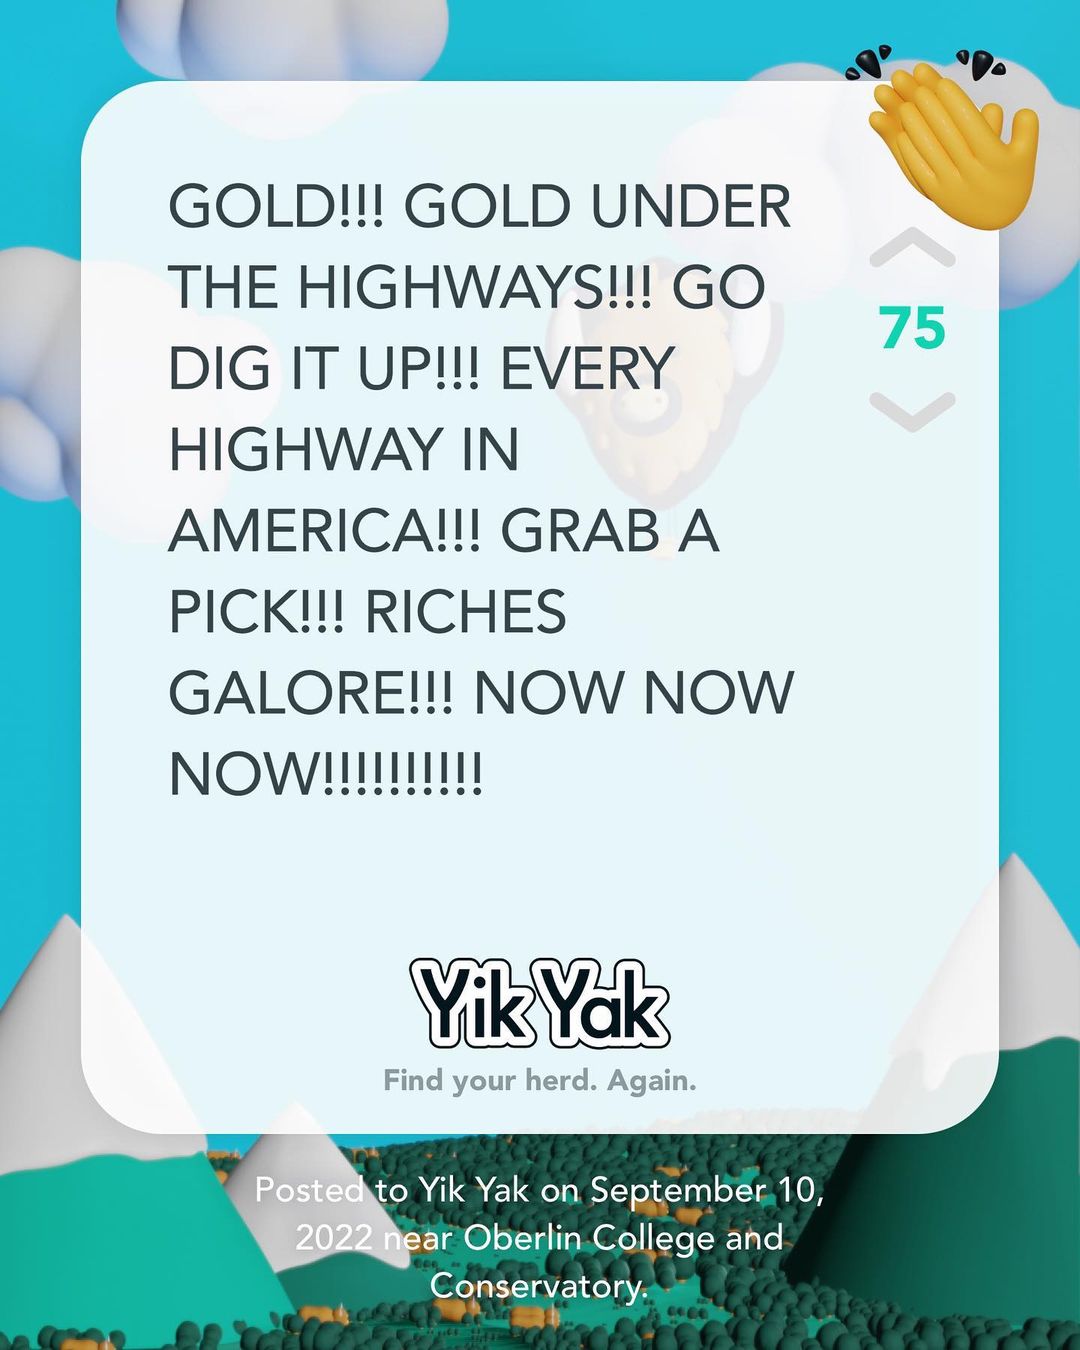 GOLD!!! GOLD UNDER
THE HIGHWAYS!!! GO
DIG IT UP!!! EVERY
HIGHWAY IN
AMERICA!!! GRAB A
PICK!!! RICHES
GALORE!!! NOW NOW
NOW!!!!!!!!!!
75
Yik Yak
Find your herd. Again.
Posted to Yik Yak on September 10,
2022 near Oberlin College and
Conservatory.